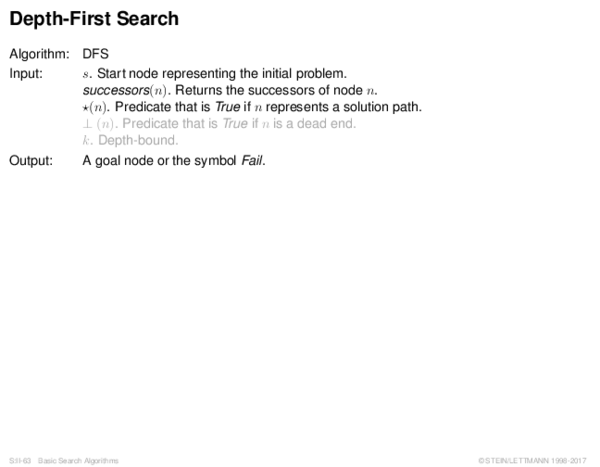 Depth-First Search
Algorithm: DFS
Input: s. Start node representing the initial problem.
successors(n). Returns the successors of node n.
⋆(n). Predicate that is True if n represents a solution path.
⊥ (n). Predicate that is True if n is a dead end.
k. Depth-bound.
Output: A goal node or the symbol Fail.
S:II-63 Basic Search Algorithms ©STEIN/LETTMANN 1998-2017